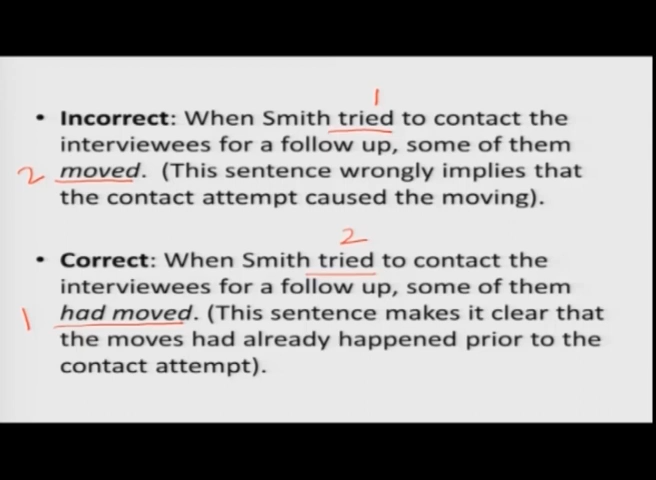 1
• Incorrect: When Smith tried to contact the
interviewees for a follow up, some of them
2 moved. (This sentence wrongly implies that
the contact attempt caused the moving).
2
• Correct: When Smith tried to contact the
interviewees for a follow up, some of them
1 had moved. (This sentence makes it clear that
the moves had already happened prior to the
contact attempt).